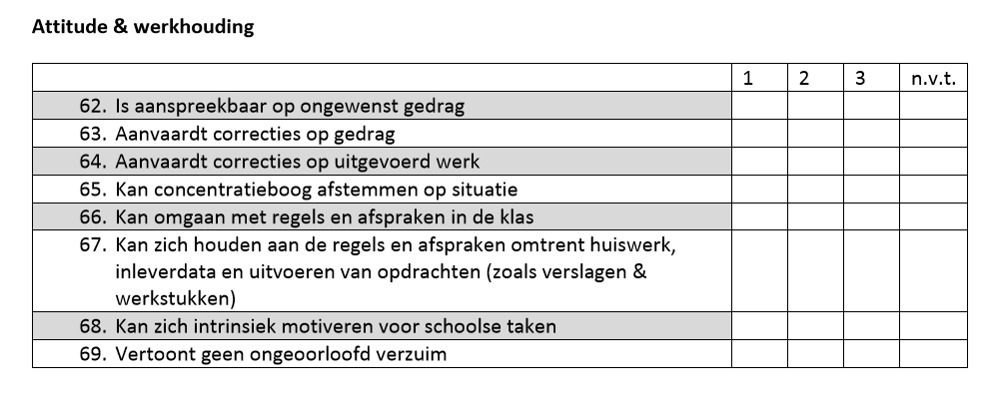 Attitude & werkhouding
1 2 3 n.v.t.
62. Is aanspreekbaar op ongewenst gedrag
63. Aanvaardt correcties op gedrag
64. Aanvaardt correcties op uitgevoerd werk
65. Kan concentratieboog afstemmen op situatie
66. Kan omgaan met regels en afspraken in de klas
67. Kan zich houden aan de regels en afspraken omtrent huiswerk,
inleverdata en uitvoeren van opdrachten (zoals verslagen &
werkstukken)
68. Kan zich intrinsiek motiveren voor schoolse taken
69. Vertoont geen ongeoorloofd verzuim